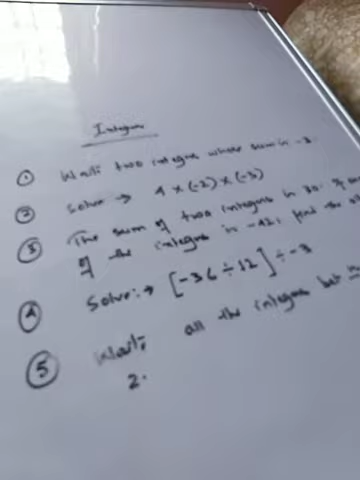 Integers
① Write two integers whose sum is -3.
② Solve → 4 × (-2) × (-3)
③ The sum of two integers is 30. If one
of the integers is -42, find the
④ Solve:→ [-36 ÷ 12] ÷ -3
⑤ Write all the integers bet
2.